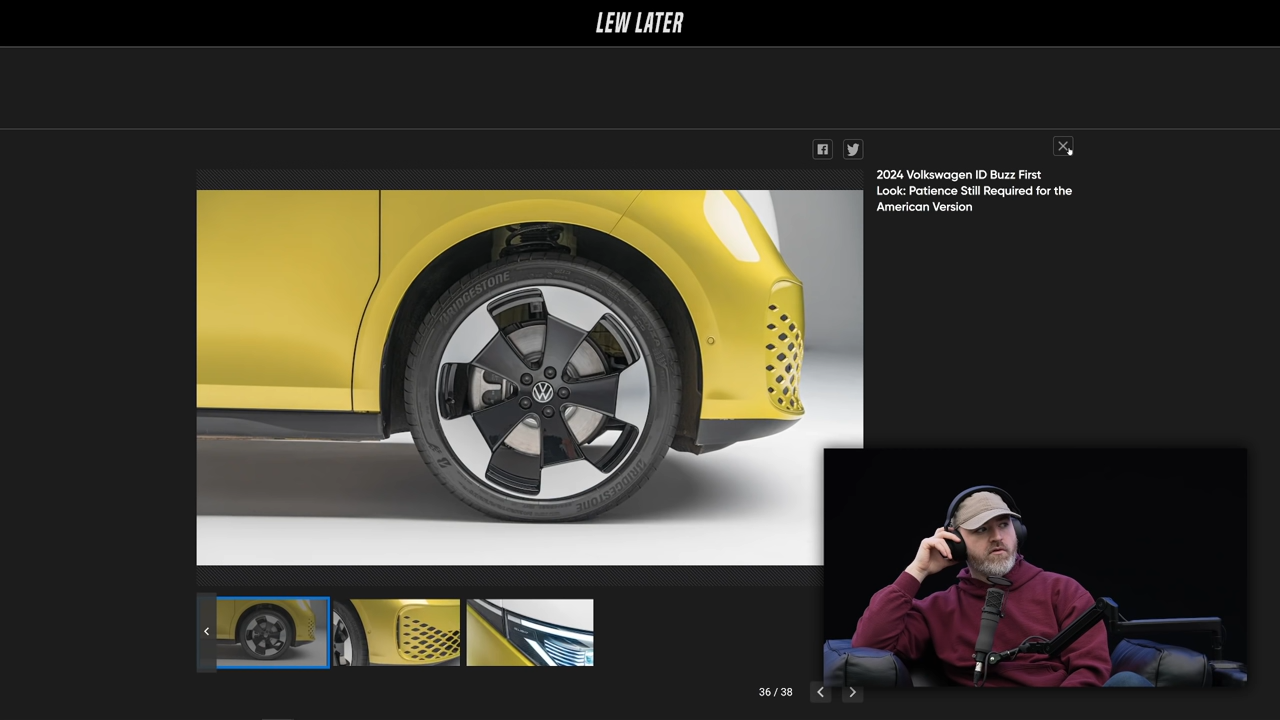 LEW LATER
2024 Volkswagen ID Buzz First
Look: Patience Still Required for the
American Version
BRIDGESTONE
BRIDGESTONE
36 / 38